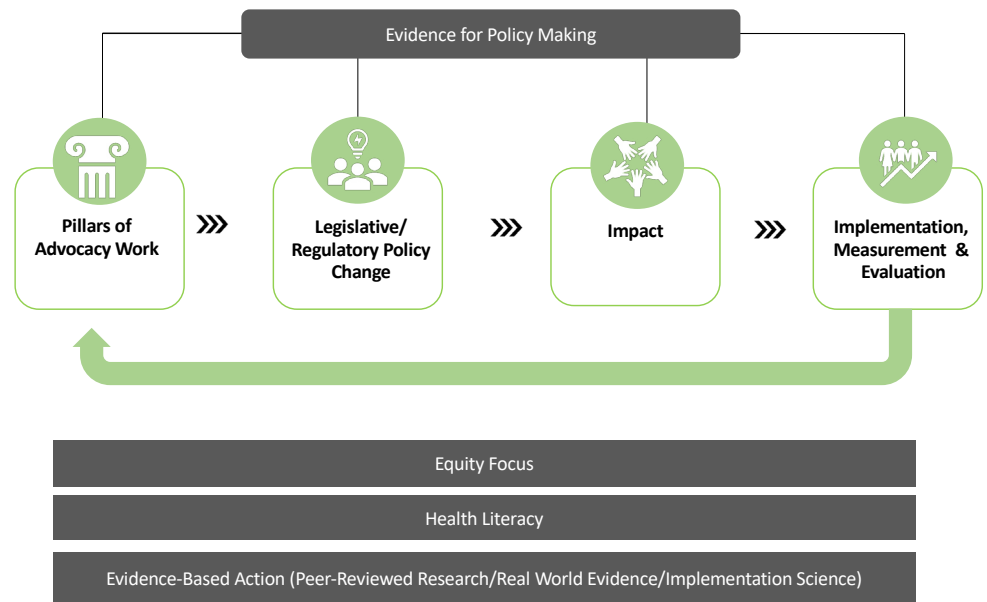 Evidence for Policy Making
Pillars of
Advocacy Work
Legislative/
Regulatory Policy
Change
Impact
Implementation,
Measurement &
Evaluation
Equity Focus
Health Literacy
Evidence-Based Action (Peer-Reviewed Research/Real World Evidence/Implementation Science)